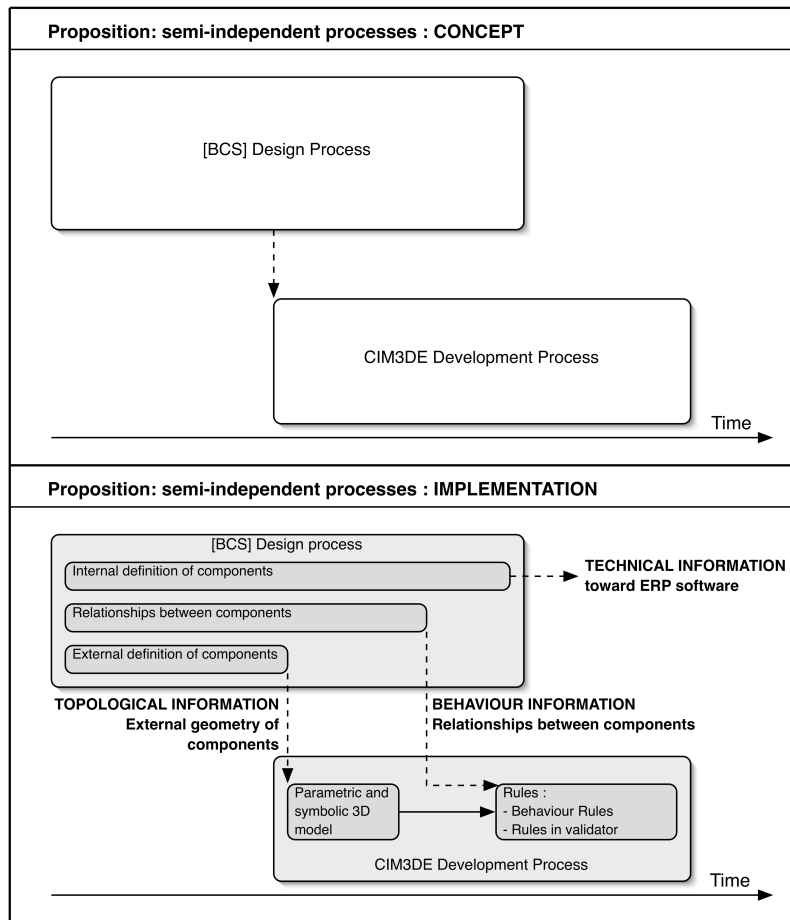 Proposition: semi-independent processes : CONCEPT
[BCS] Design Process
CIM3DE Development Process
Time
Proposition: semi-independent processes : IMPLEMENTATION
[BCS] Design process
Internal definition of components
TECHNICAL INFORMATION
toward ERP software
Relationships between components
External definition of components
TOPOLOGICAL INFORMATION
External geometry of
components
BEHAVIOUR INFORMATION
Relationships between components
Parametric and
symbolic 3D
model
Rules :
- Behaviour Rules
- Rules in validator
CIM3DE Development Process
Time